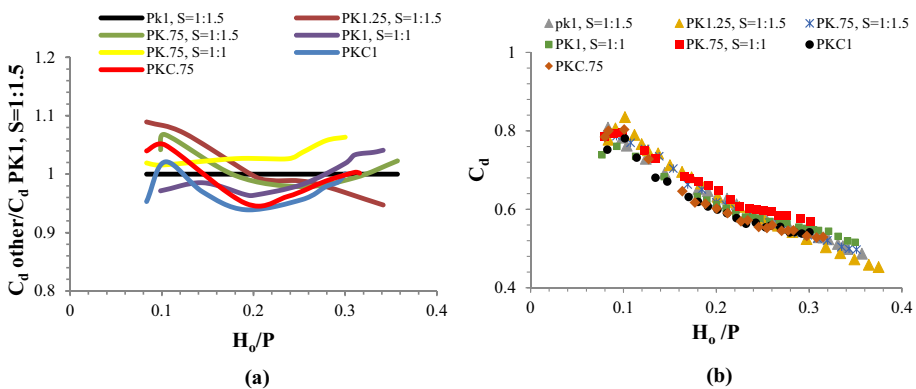 Pk1, S=1:1.5
PK1.25, S=1:1.5
PK.75, S=1:1.5
PK1, S=1:1
PK.75, S=1:1
PKC1
PKC.75
1.2
1.1
1
0.9
0.8
0
0.1
0.2
0.3
0.4
C_d other/C_d PK1, S=1:1.5
H_o/P
(a)
pk1, S=1:1.5
PK1.25, S=1:1.5
PK.75, S=1:1.5
PK1, S=1:1
PK.75, S=1:1
PKC1
PKC.75
1
0.8
0.6
0.4
0
0.1
0.2
0.3
0.4
C_d
H_o/P
(b)